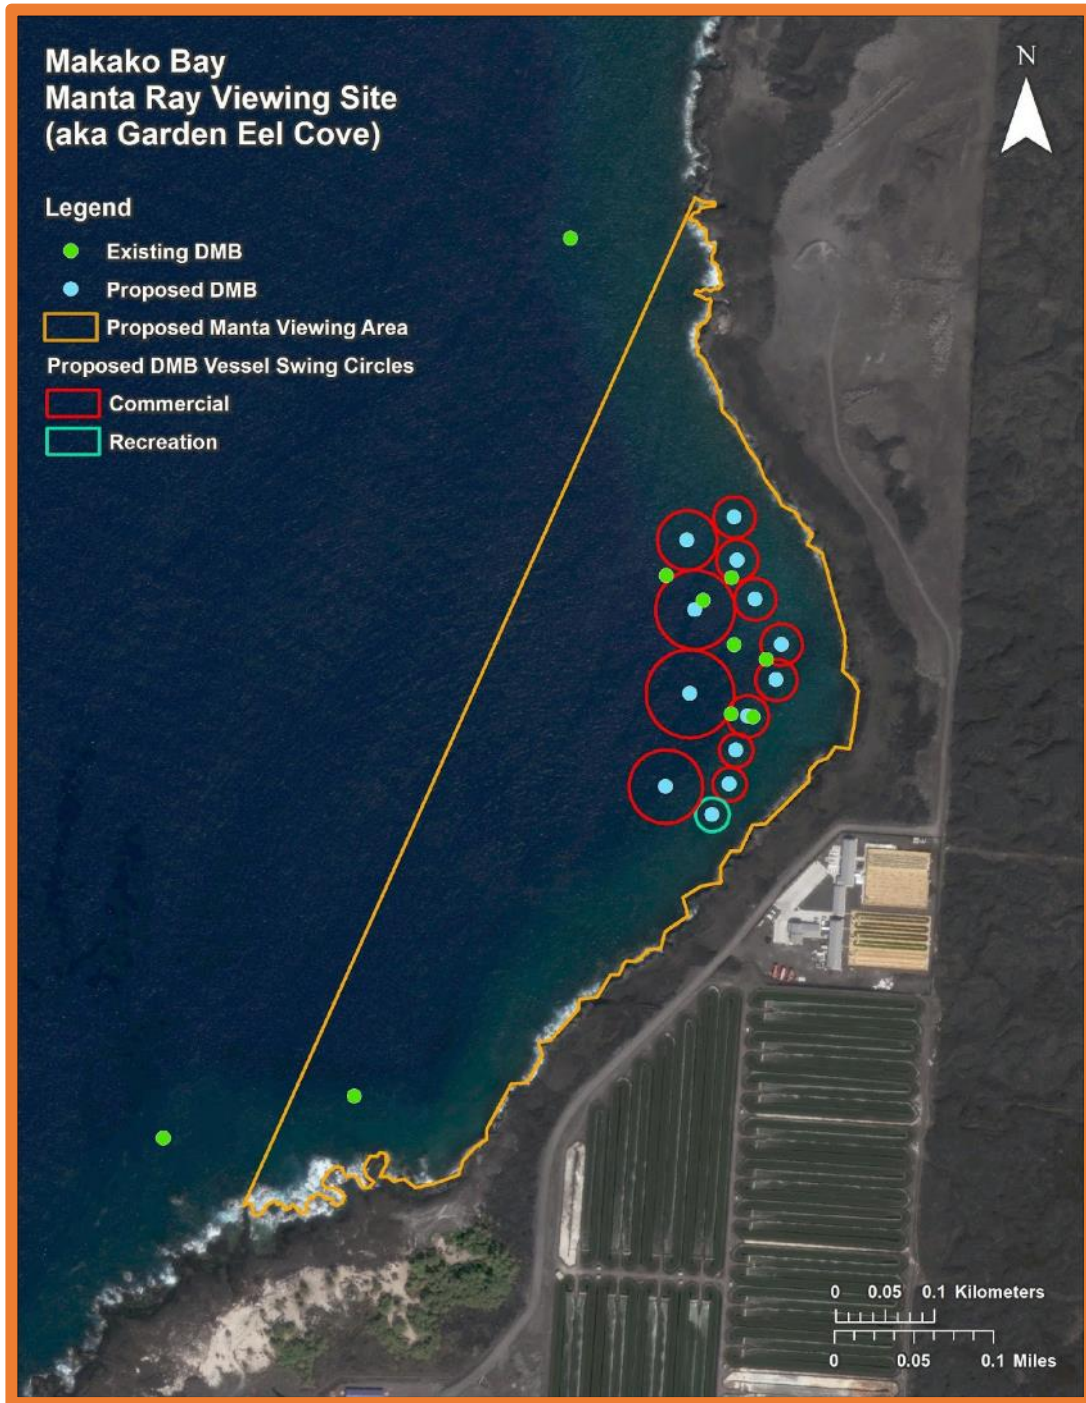 Makako Bay
Manta Ray Viewing Site
(aka Garden Eel Cove)
N
Legend
Existing DMB
Proposed DMB
Proposed Manta Viewing Area
Proposed DMB Vessel Swing Circles
Commercial
Recreation
0 0.05 0.1 Kilometers
0 0.05 0.1 Miles